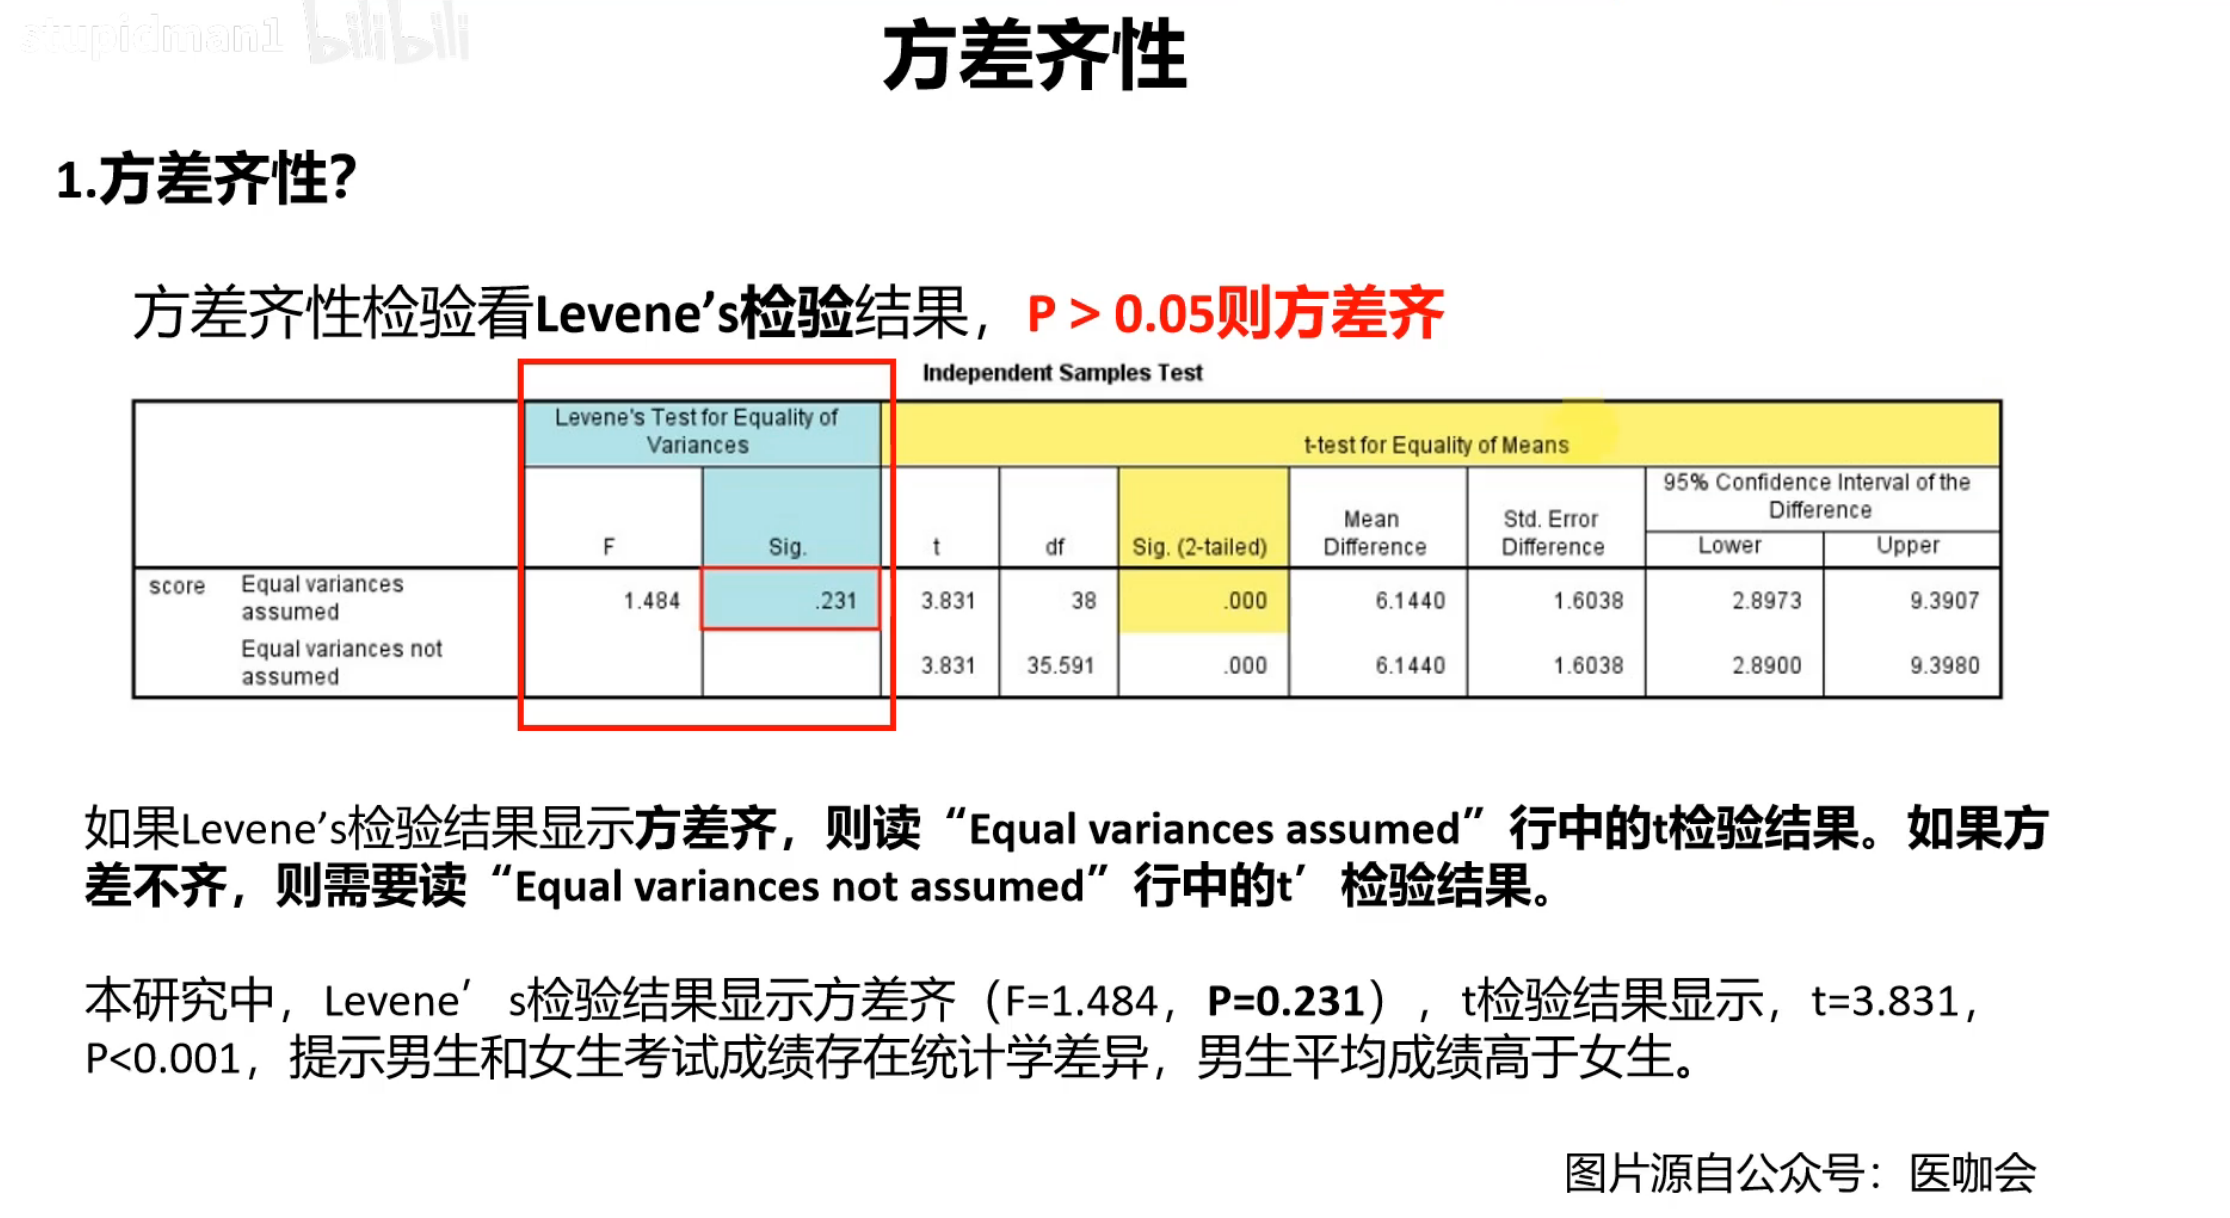 stupidman1 bilibili
方差齐性
1.方差齐性？
方差齐性检验看Levene’s检验结果，P > 0.05则方差齐
Independent Samples Test
Levene's Test for Equality of Variances
t-test for Equality of Means
F
Sig.
t
df
Sig. (2-tailed)
Mean Difference
Std. Error Difference
95% Confidence Interval of the Difference
Lower
Upper
score Equal variances assumed 1.484 .231 3.831 38 .000 6.1440 1.6038 2.8973 9.3907
Equal variances not assumed 3.831 35.591 .000 6.1440 1.6038 2.8900 9.3980
如果Levene’s检验结果显示方差齐，则读“Equal variances assumed”行中的t检验结果。如果方
差不齐，则需要读“Equal variances not assumed”行中的t’检验结果。
本研究中，Levene’s检验结果显示方差齐（F=1.484，P=0.231），t检验结果显示，t=3.831，
P<0.001，提示男生和女生考试成绩存在统计学差异，男生平均成绩高于女生。
图片源自公众号：医咖会